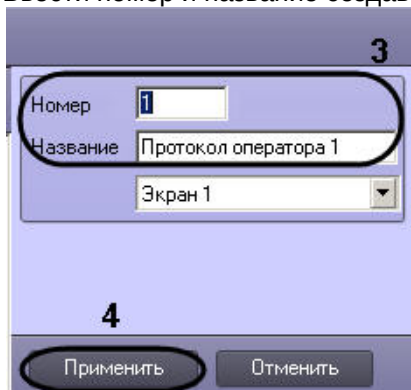 3
Номер 1
Название Протокол оператора 1
Экран 1
4
Применить Отменить